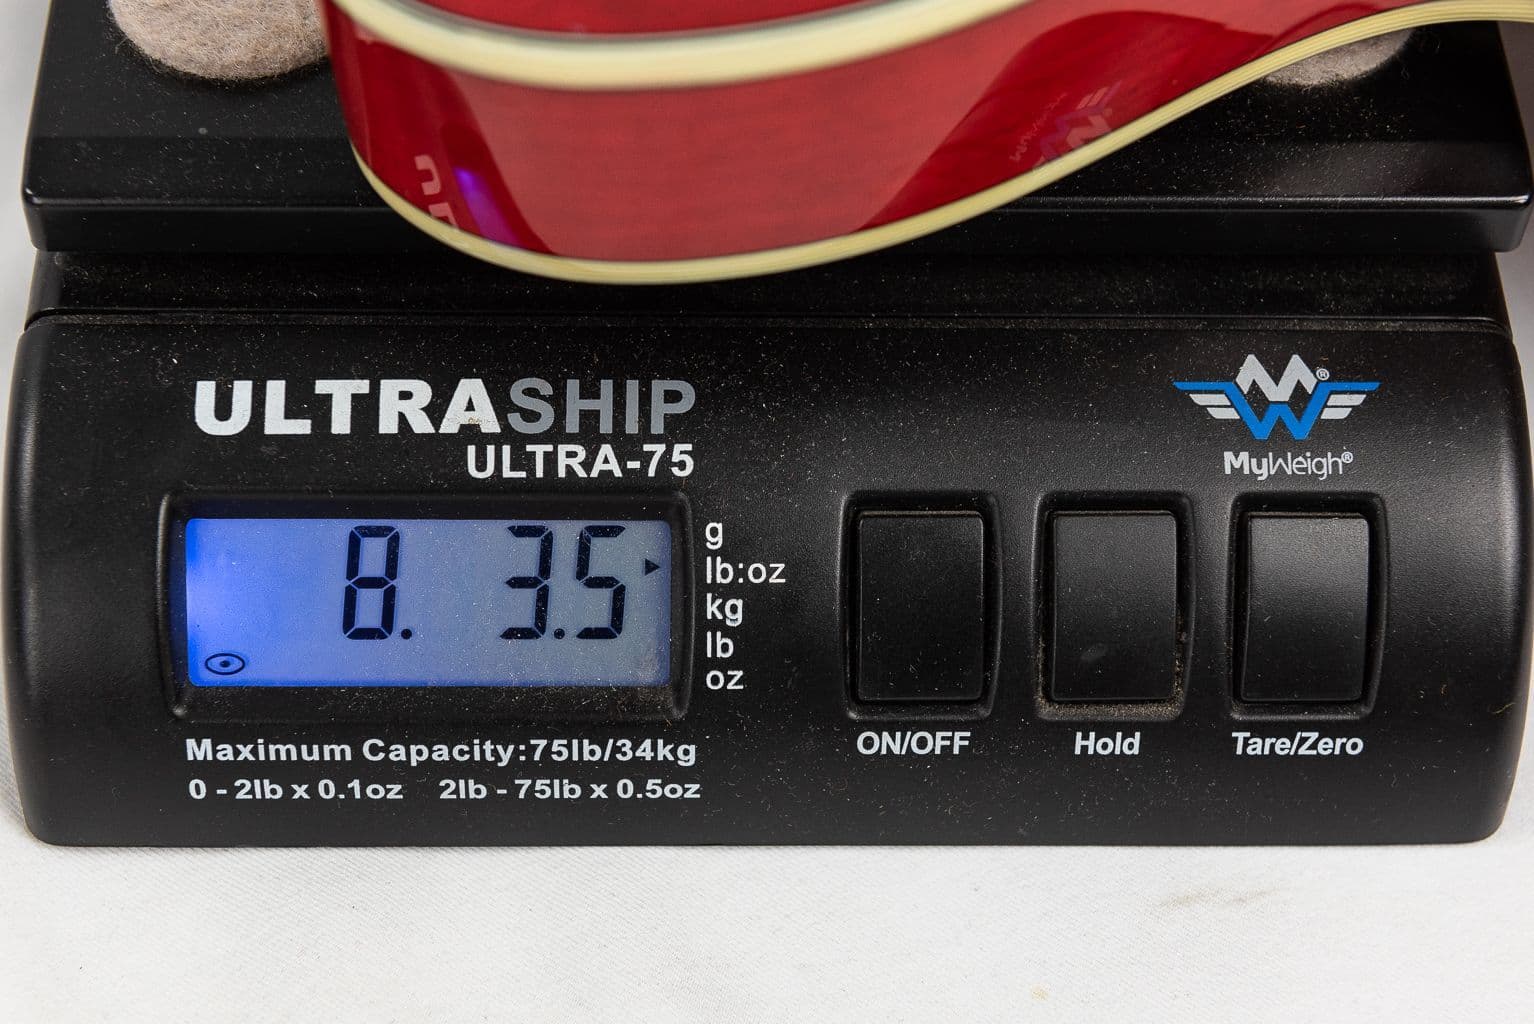 ULTRASHIP
ULTRA-75
MyWeigh®
8. 3.5
g
lb:oz
kg
lb
oz
ON/OFF
Hold
Tare/Zero
Maximum Capacity:75lb/34kg
0 - 2lb x 0.1oz 2lb - 75lb x 0.5oz